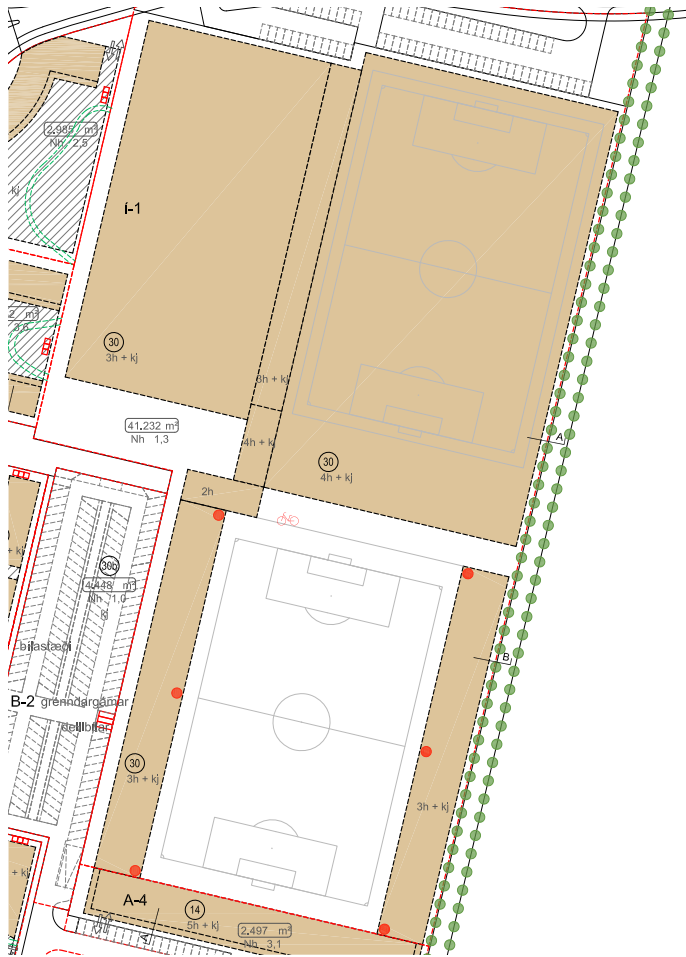 2.985 m²
Nh 2,5
kj
Í-1
2 m²
3,6
30
3h + kj
3h + kj
41.232 m²
Nh 1,3
4h + kj
30
4h + kj
A
2h
+ kj
30b
4.448 m²
Nh 1,0
kj
bílastæði
B
B-2 grenndargámar
deilibílar
30
3h + kj
3h + kj
+ kj
A-4
14
5h + kj
2.497 m²
Nh 3,1
A